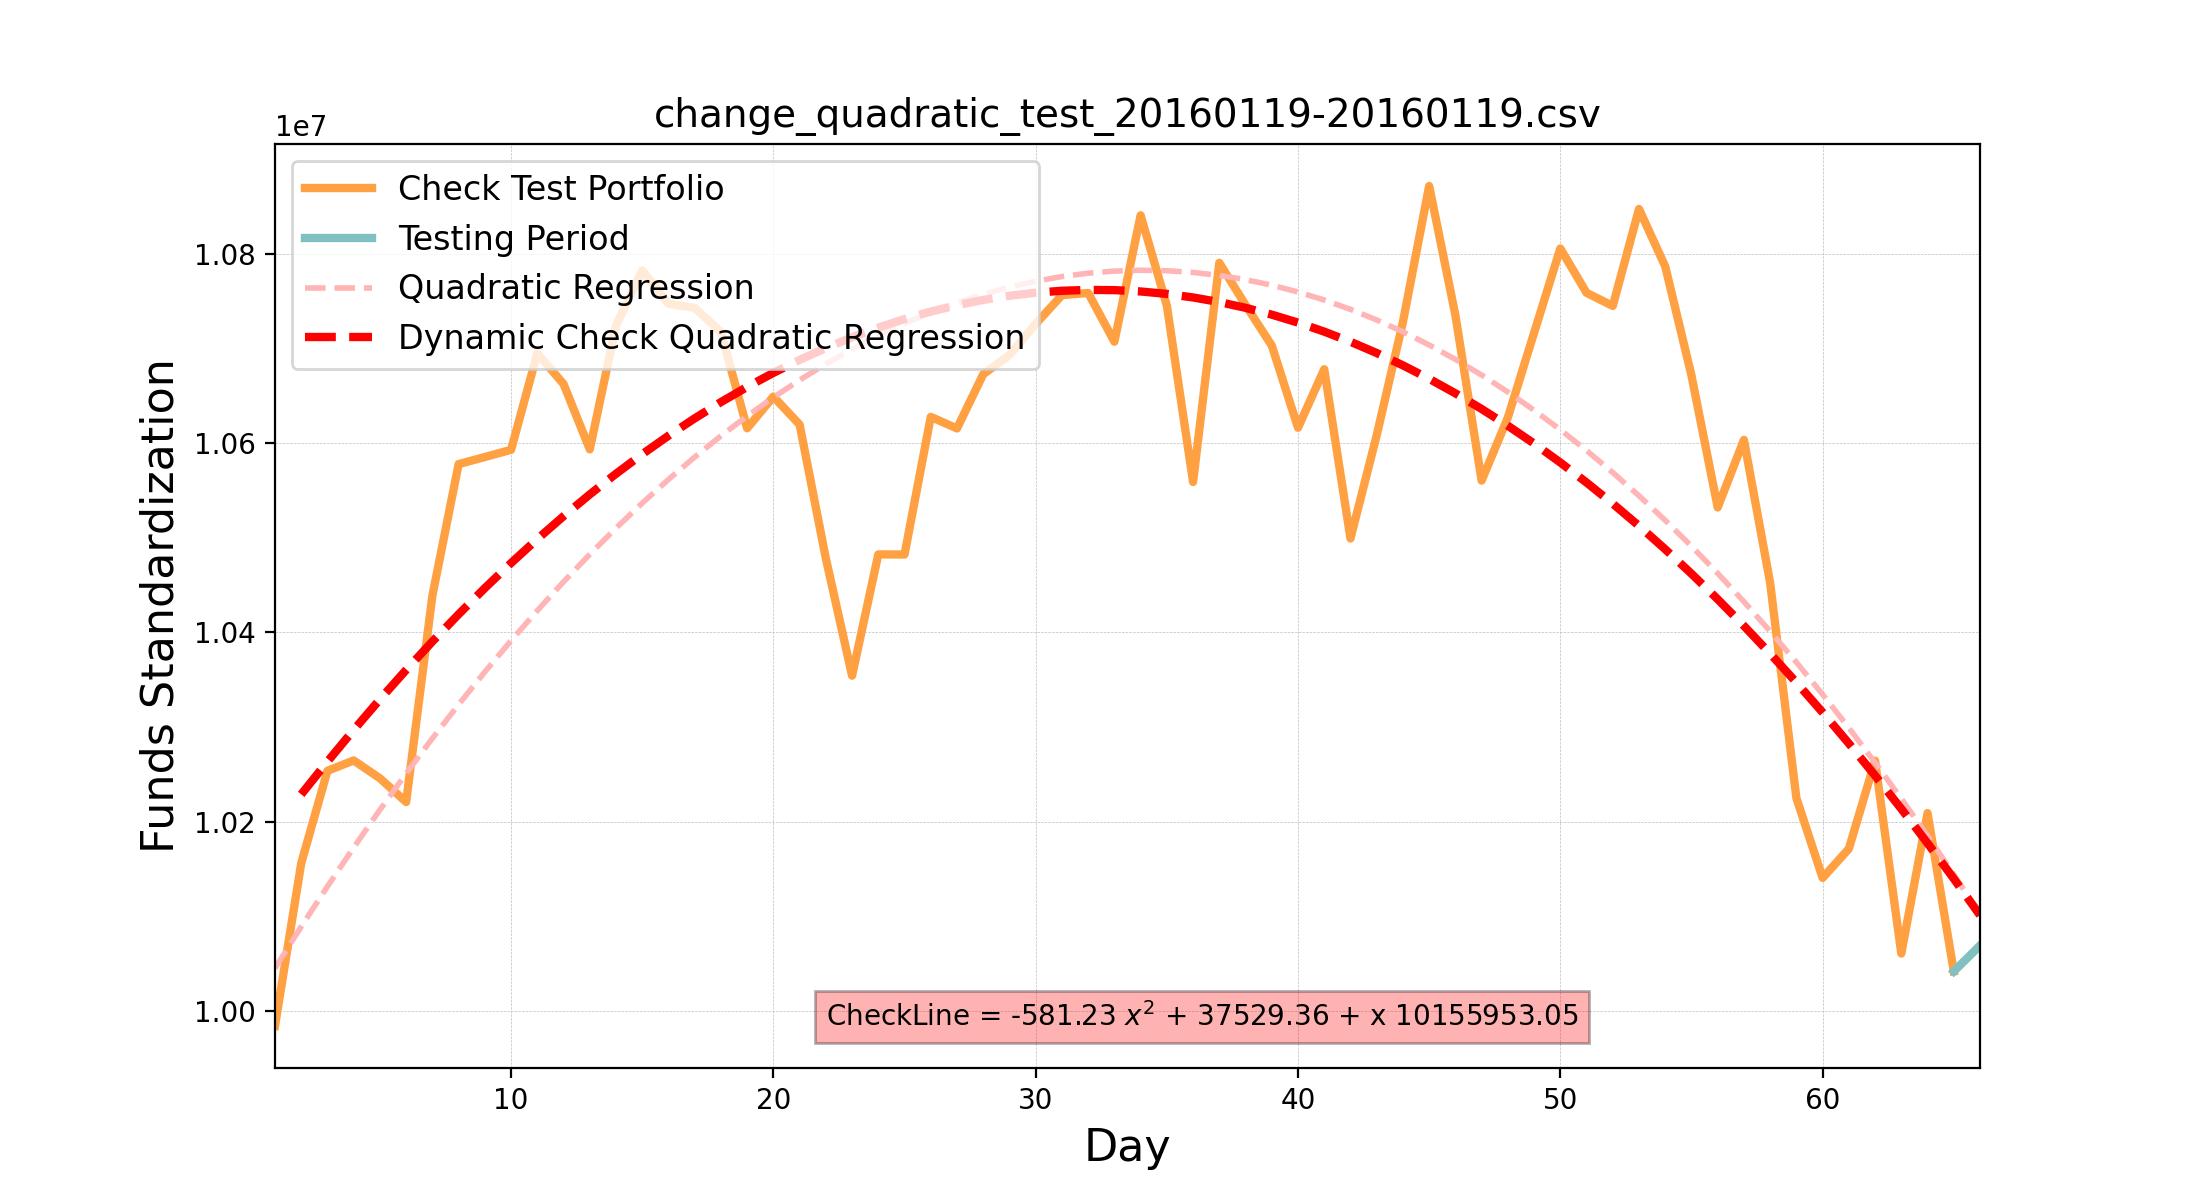 change_quadratic_test_20160119-20160119.csv
1e7
Check Test Portfolio
Testing Period
Quadratic Regression
Dynamic Check Quadratic Regression
Funds Standardization
1.08
1.06
1.04
1.02
1.00
CheckLine = -581.23 x² + 37529.36 + x 10155953.05
10 20 30 40 50 60
Day